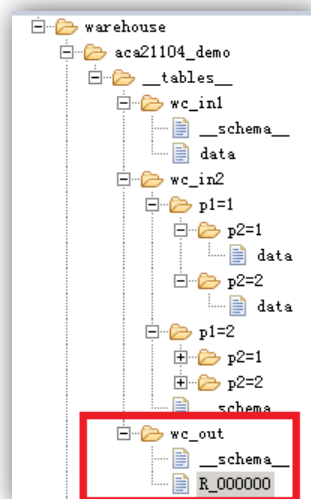 warehouse
aca21104_demo
__tables__
wc_in1
__schema__
data
wc_in2
p1=1
p2=1
data
p2=2
data
p1=2
p2=1
p2=2
__schema__
wc_out
__schema__
R_000000